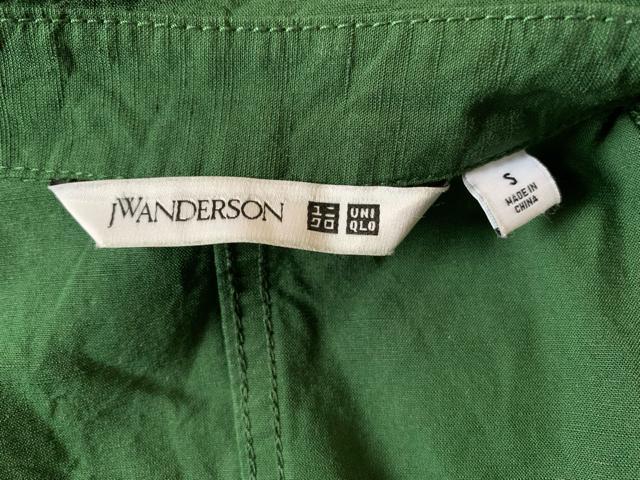 JWANDERSON
ユニ
クロ
UNI
QLO
S
MADE IN
CHINA